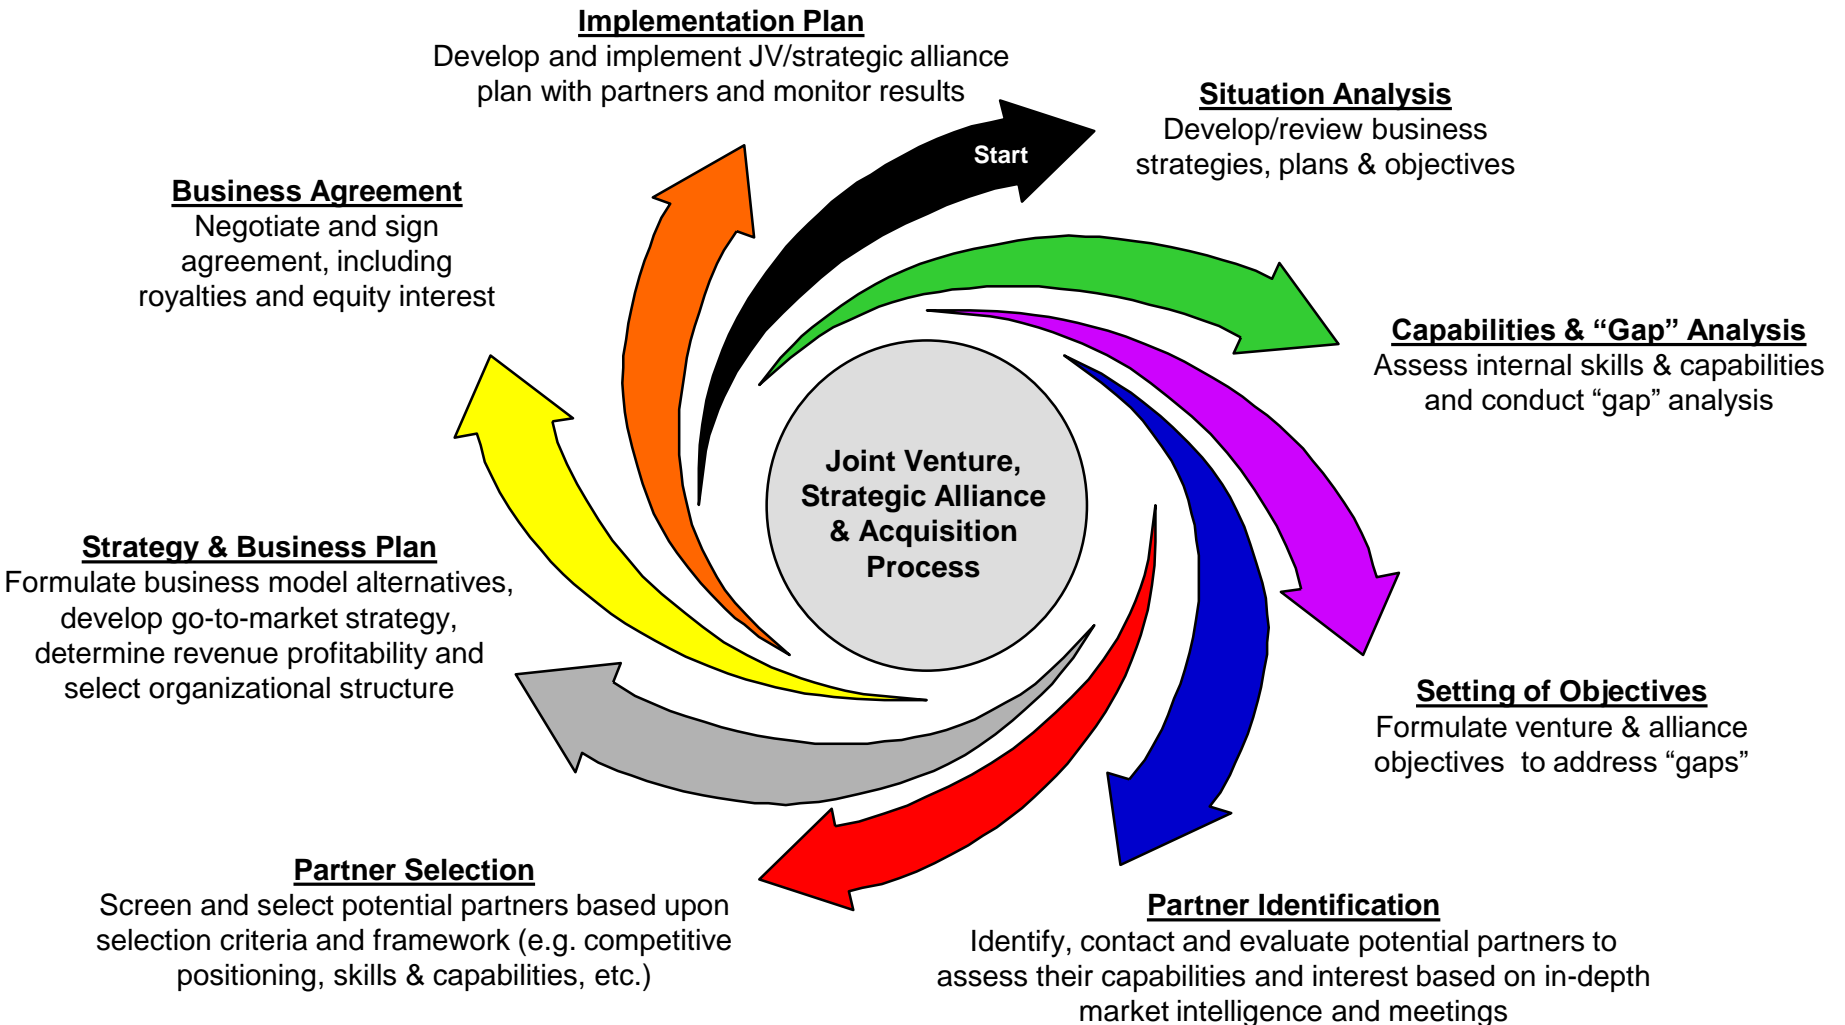 Implementation Plan
Develop and implement JV/strategic alliance
plan with partners and monitor results
Start
Situation Analysis
Develop/review business
strategies, plans & objectives
Capabilities & “Gap” Analysis
Assess internal skills & capabilities
and conduct “gap” analysis
Setting of Objectives
Formulate venture & alliance
objectives  to address “gaps”
Partner Identification
Identify, contact and evaluate potential partners to
assess their capabilities and interest based on in-depth
market intelligence and meetings
Partner Selection
Screen and select potential partners based upon
selection criteria and framework (e.g. competitive
positioning, skills & capabilities, etc.)
Strategy & Business Plan
Formulate business model alternatives,
develop go-to-market strategy,
determine revenue profitability and
select organizational structure
Business Agreement
Negotiate and sign
agreement, including
royalties and equity interest
Joint Venture,
Strategic Alliance
& Acquisition
Process